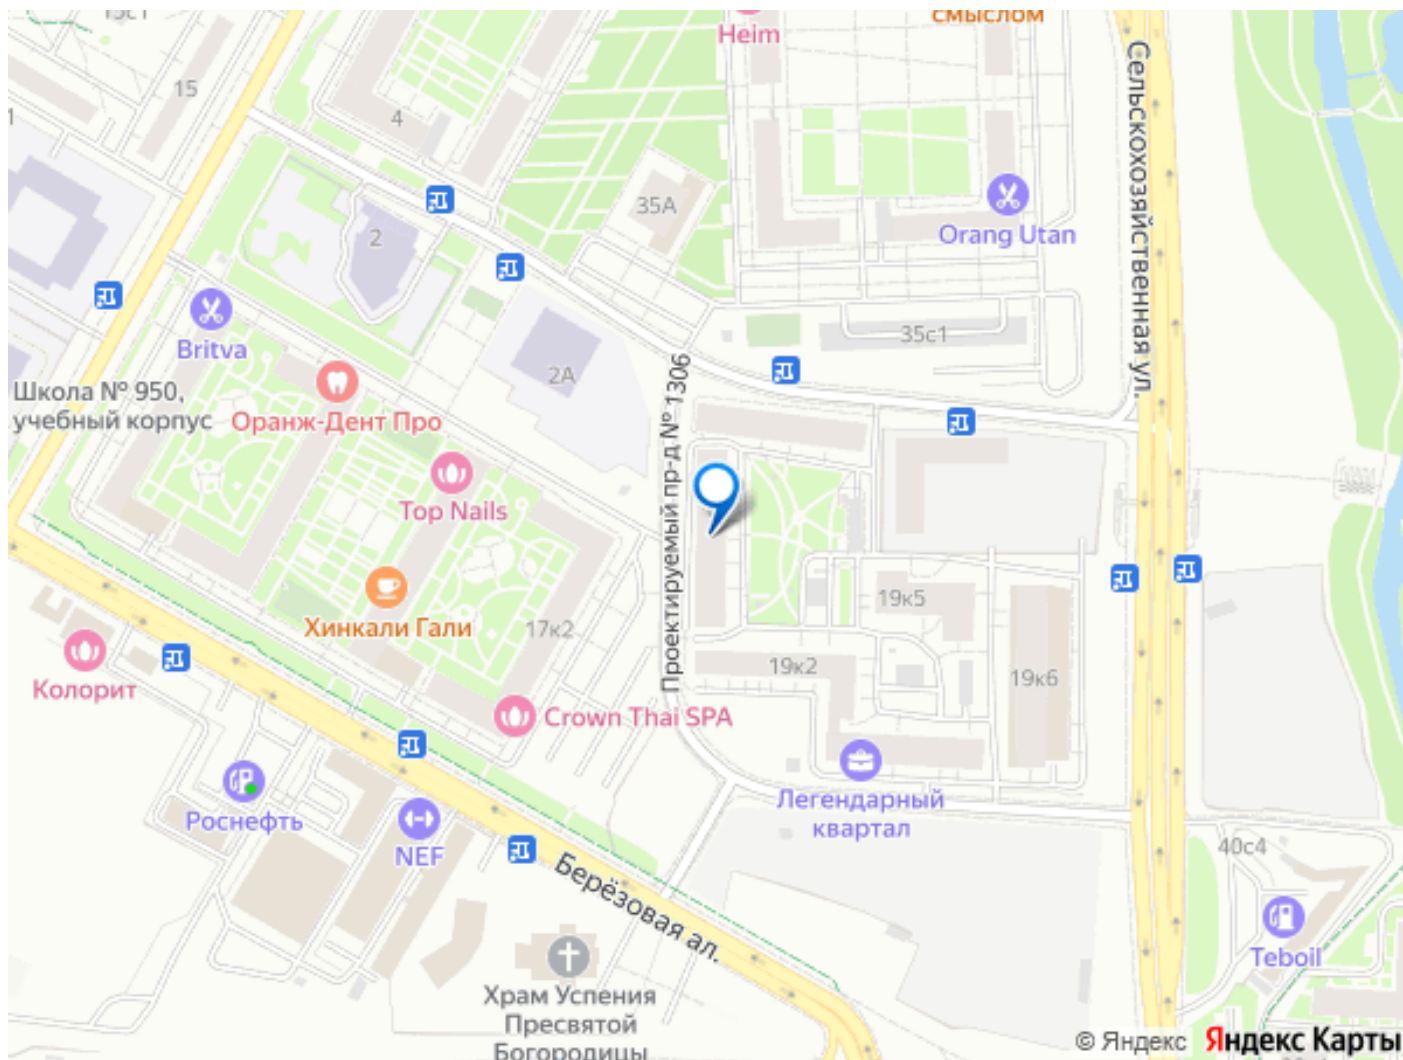 15с1
Heim
смыслом
Сельскохозяйственная ул.
15
4
1
35А
2
Orang Utan
Britva
35с1
2А
Школа № 950,
учебный корпус
Оранж-Дент Про
Проектируемый пр-д № 1306
Top Nails
Хинкали Гали
17к2
19к5
19к2
19к6
Колорит
Crown Thai SPA
Роснефть
NEF
Легендарный
квартал
40с4
Берёзовая ал.
Teboil
Храм Успения
Пресвятой
Богородицы
© Яндекс Яндекс Карты